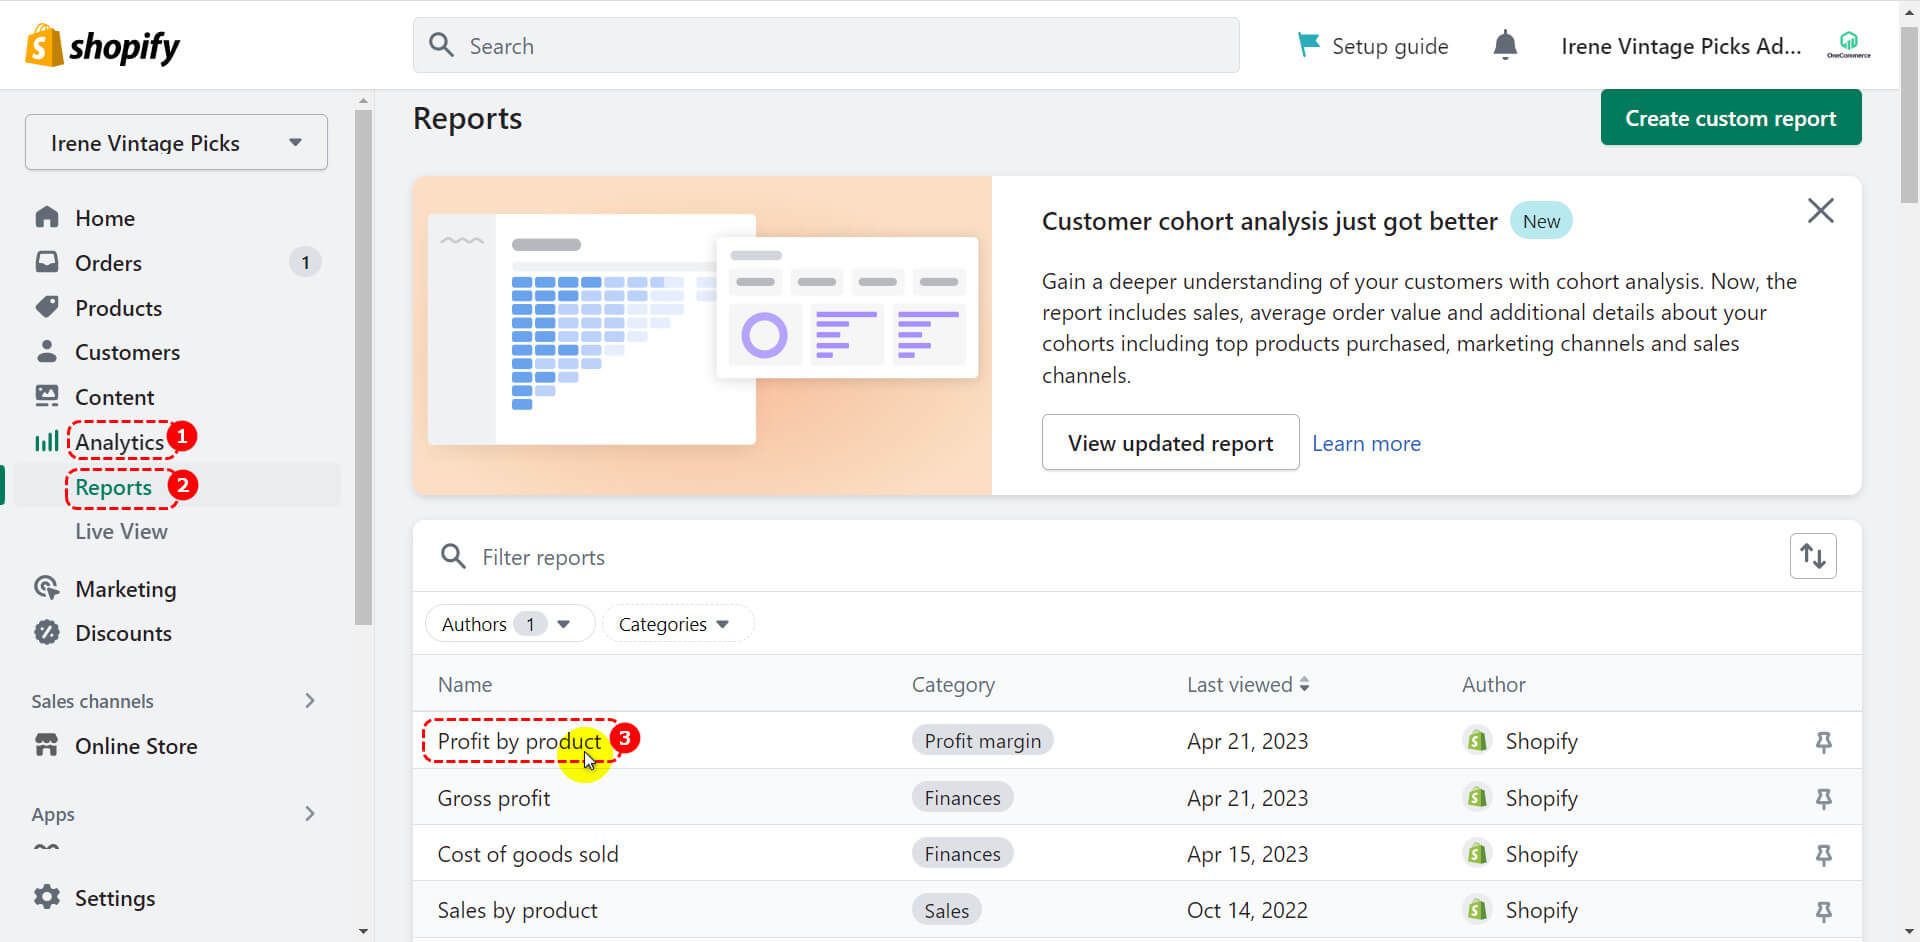 shopify
Search
Setup guide
Irene Vintage Picks Ad...
OneCommerce
Irene Vintage Picks
Home
Orders 1
Products
Customers
Content
Analytics 1
Reports 2
Live View
Marketing
Discounts
Sales channels
Online Store
Apps
Settings
Reports
Create custom report
Customer cohort analysis just got better New
Gain a deeper understanding of your customers with cohort analysis. Now, the
report includes sales, average order value and additional details about your
cohorts including top products purchased, marketing channels and sales
channels.
View updated report Learn more
Filter reports
Authors 1 Categories
Name Category Last viewed Author
Profit by product 3 Profit margin Apr 21, 2023 Shopify
Gross profit Finances Apr 21, 2023 Shopify
Cost of goods sold Finances Apr 15, 2023 Shopify
Sales by product Sales Oct 14, 2022 Shopify